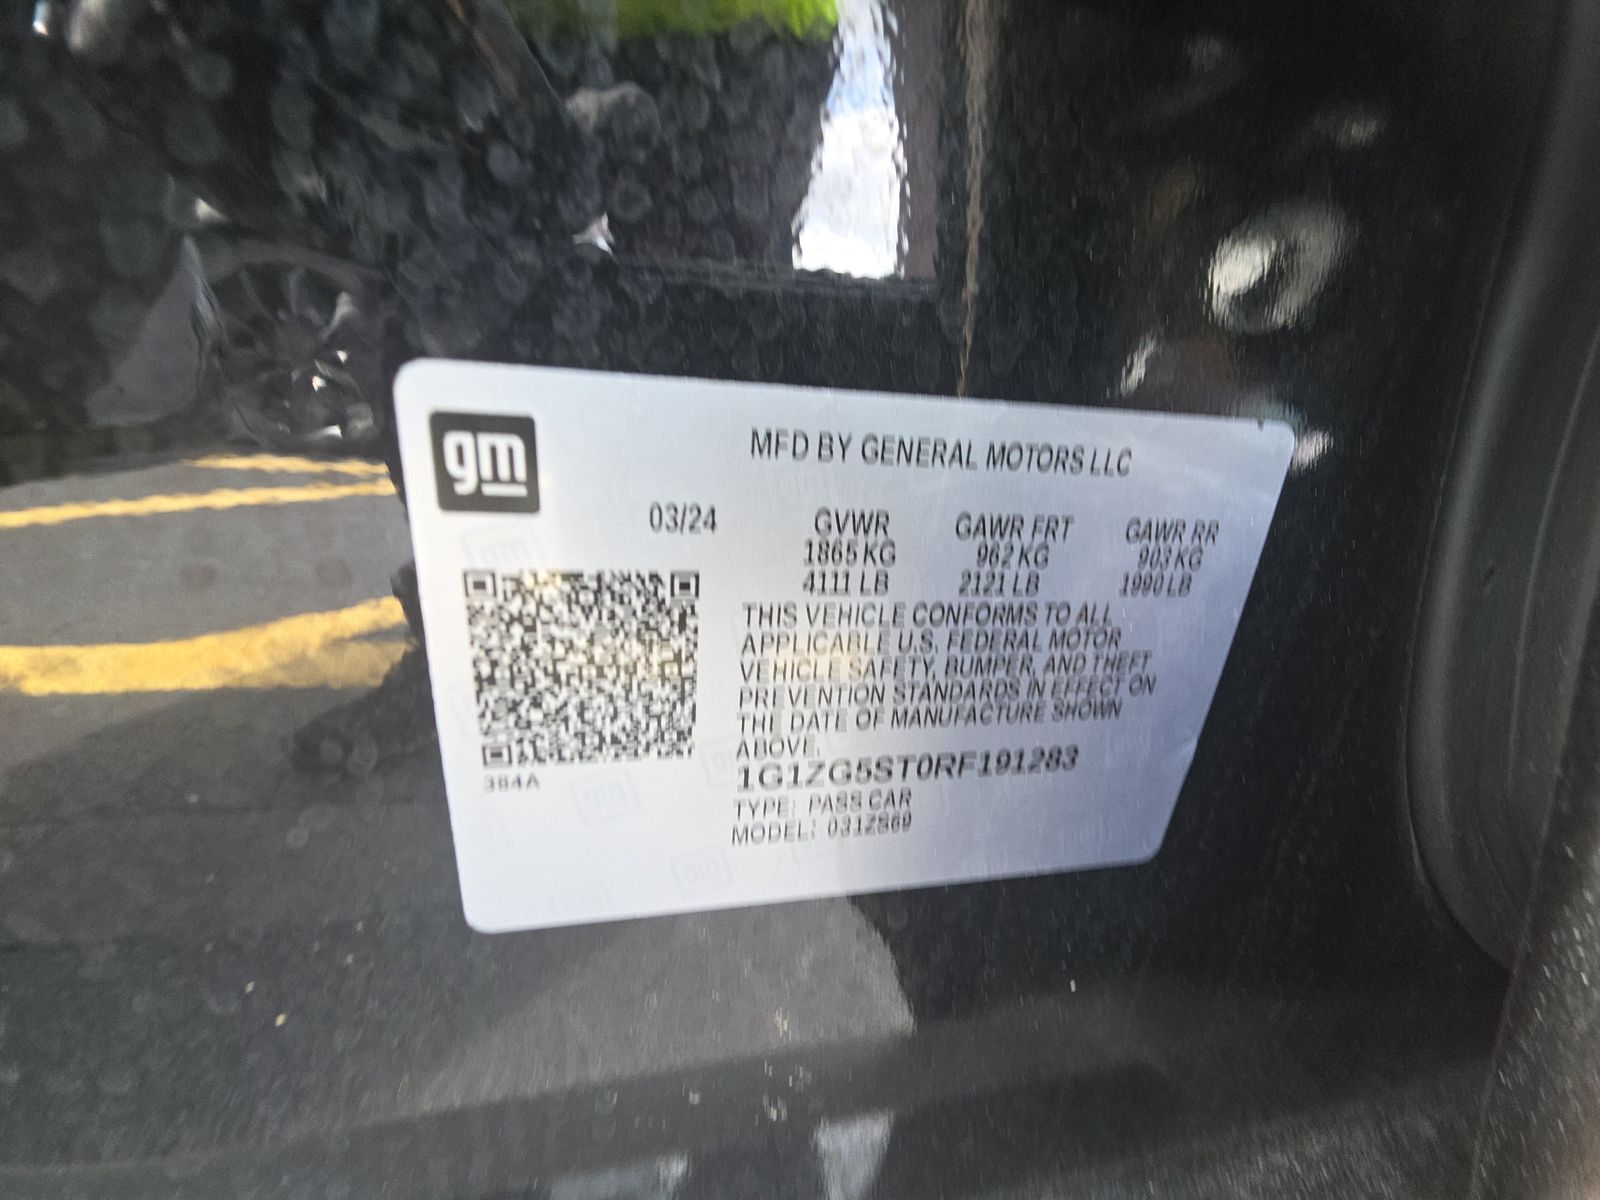 gm
MFD BY GENERAL MOTORS LLC
03/24 GVWR GAWR FRT GAWR RR
1865 KG 962 KG 903 KG
4111 LB 2121 LB 1990 LB
THIS VEHICLE CONFORMS TO ALL
APPLICABLE U.S. FEDERAL MOTOR
VEHICLE SAFETY, BUMPER, AND THEFT
PREVENTION STANDARDS IN EFFECT ON
THE DATE OF MANUFACTURE SHOWN
ABOVE.
1G1ZG5ST0RF191283
384A
TYPE: PASS CAR
MODEL: 031ZS69